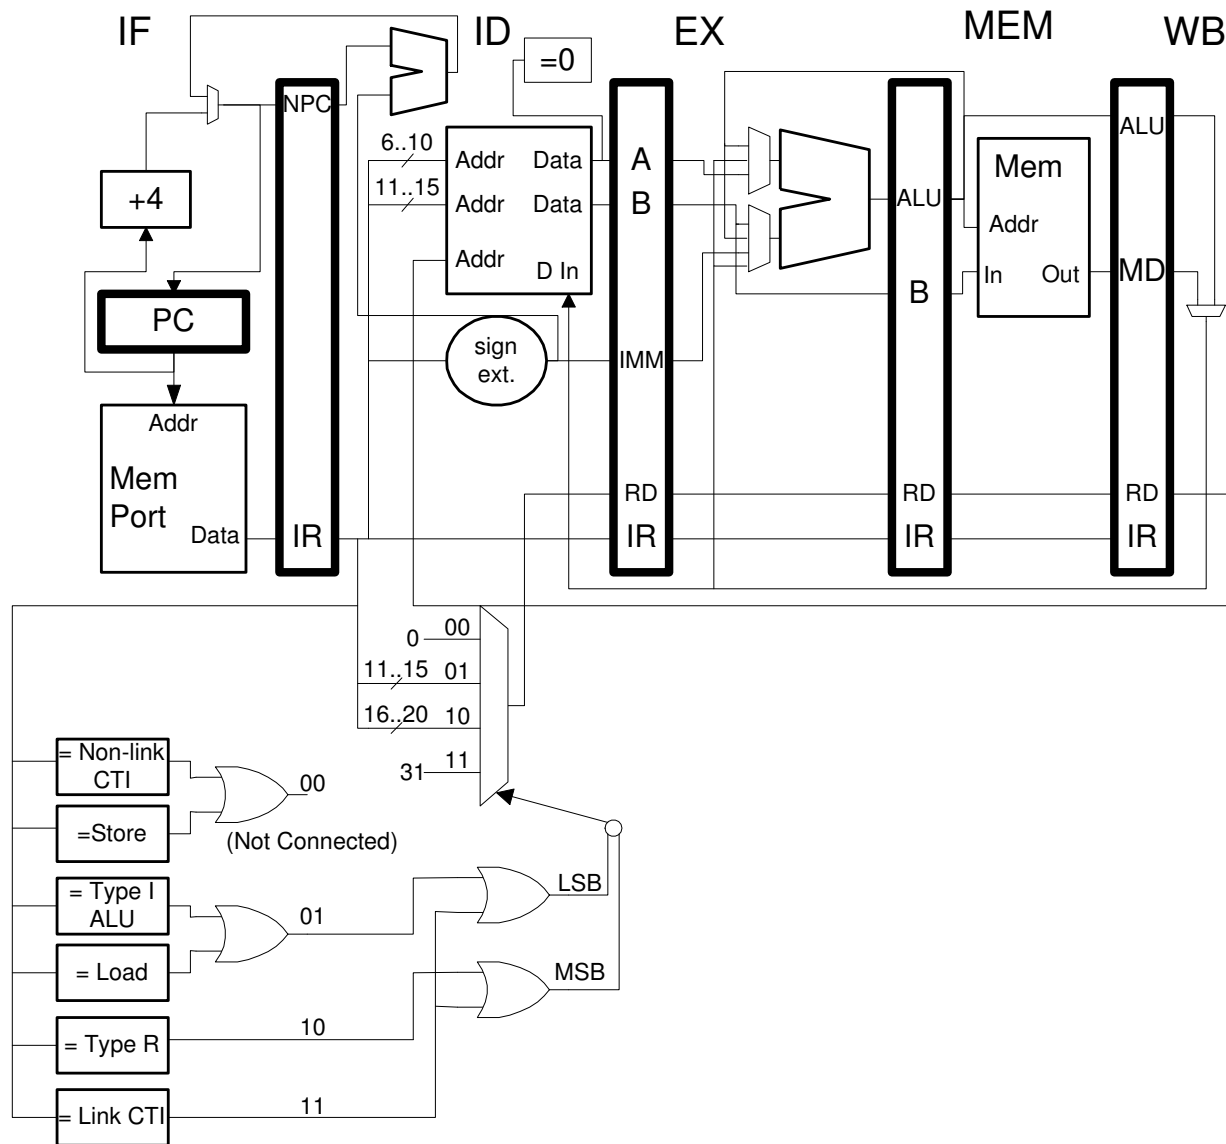 IF
ID
EX
MEM
WB
=0
NPC
+4
PC
Addr
Mem
Port
Data
IR
6..10
11..15
Addr
Data
Addr
Data
Addr
D In
sign
ext.
A
B
IMM
RD
IR
ALU
B
RD
IR
Mem
Addr
In
Out
ALU
MD
RD
IR
0
00
11..15
01
16..20
10
31
11
= Non-link
CTI
=Store
00
(Not Connected)
= Type I
ALU
= Load
01
LSB
MSB
= Type R
10
= Link CTI
11